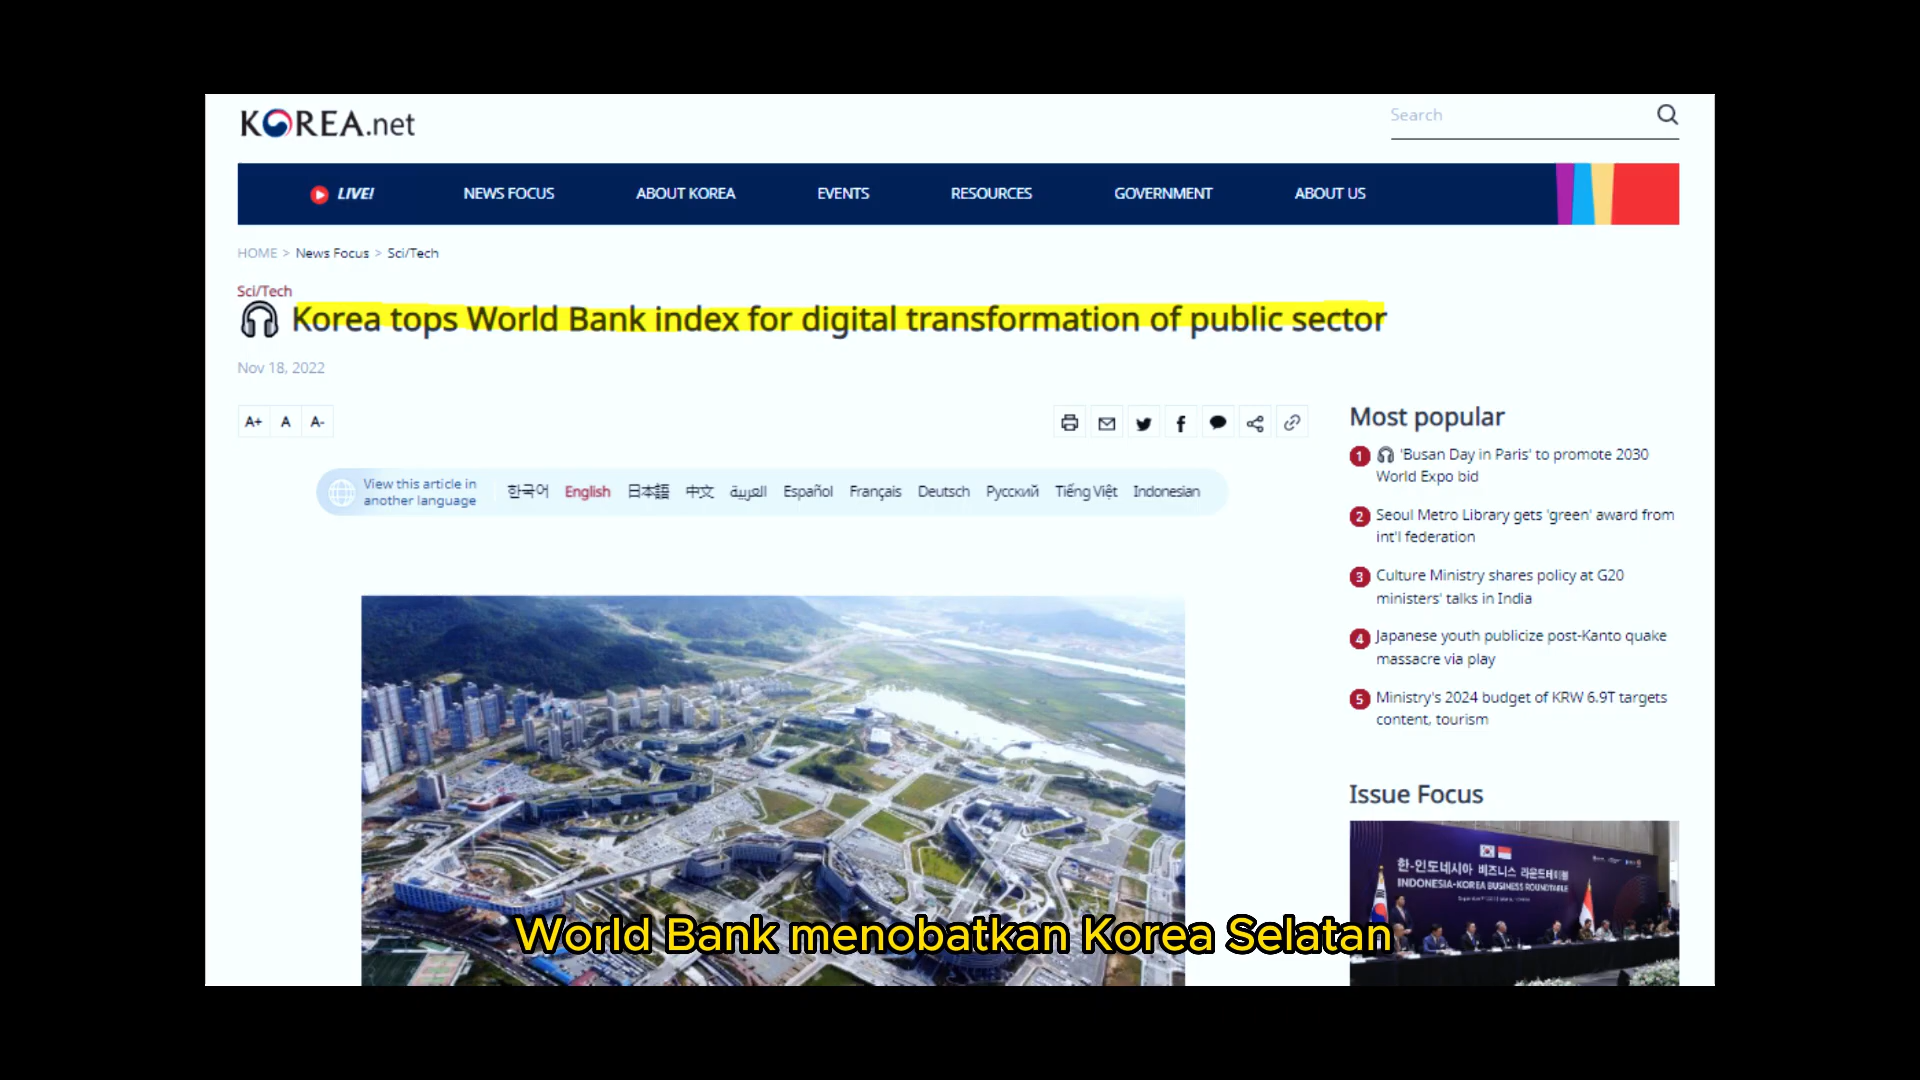 KOREA.net
Search
LIVE!
NEWS FOCUS
ABOUT KOREA
EVENTS
RESOURCES
GOVERNMENT
ABOUT US
HOME > News Focus > Sci/Tech
Sci/Tech
Korea tops World Bank index for digital transformation of public sector
Nov 18, 2022
A+ A A-
View this article in
another language
한국어 English 日本語 中文 العربية Español Français Deutsch Русский Tiếng Việt Indonesian
Most popular
1 'Busan Day in Paris' to promote 2030
World Expo bid
2 Seoul Metro Library gets 'green' award from
int'l federation
3 Culture Ministry shares policy at G20
ministers' talks in India
4 Japanese youth publicize post-Kanto quake
massacre via play
5 Ministry's 2024 budget of KRW 6.9T targets
content, tourism
Issue Focus
한-인도네시아 비즈니스 라운드테이블
INDONESIA-KOREA BUSINESS ROUNDTABLE
World Bank menobatkan Korea Selatan